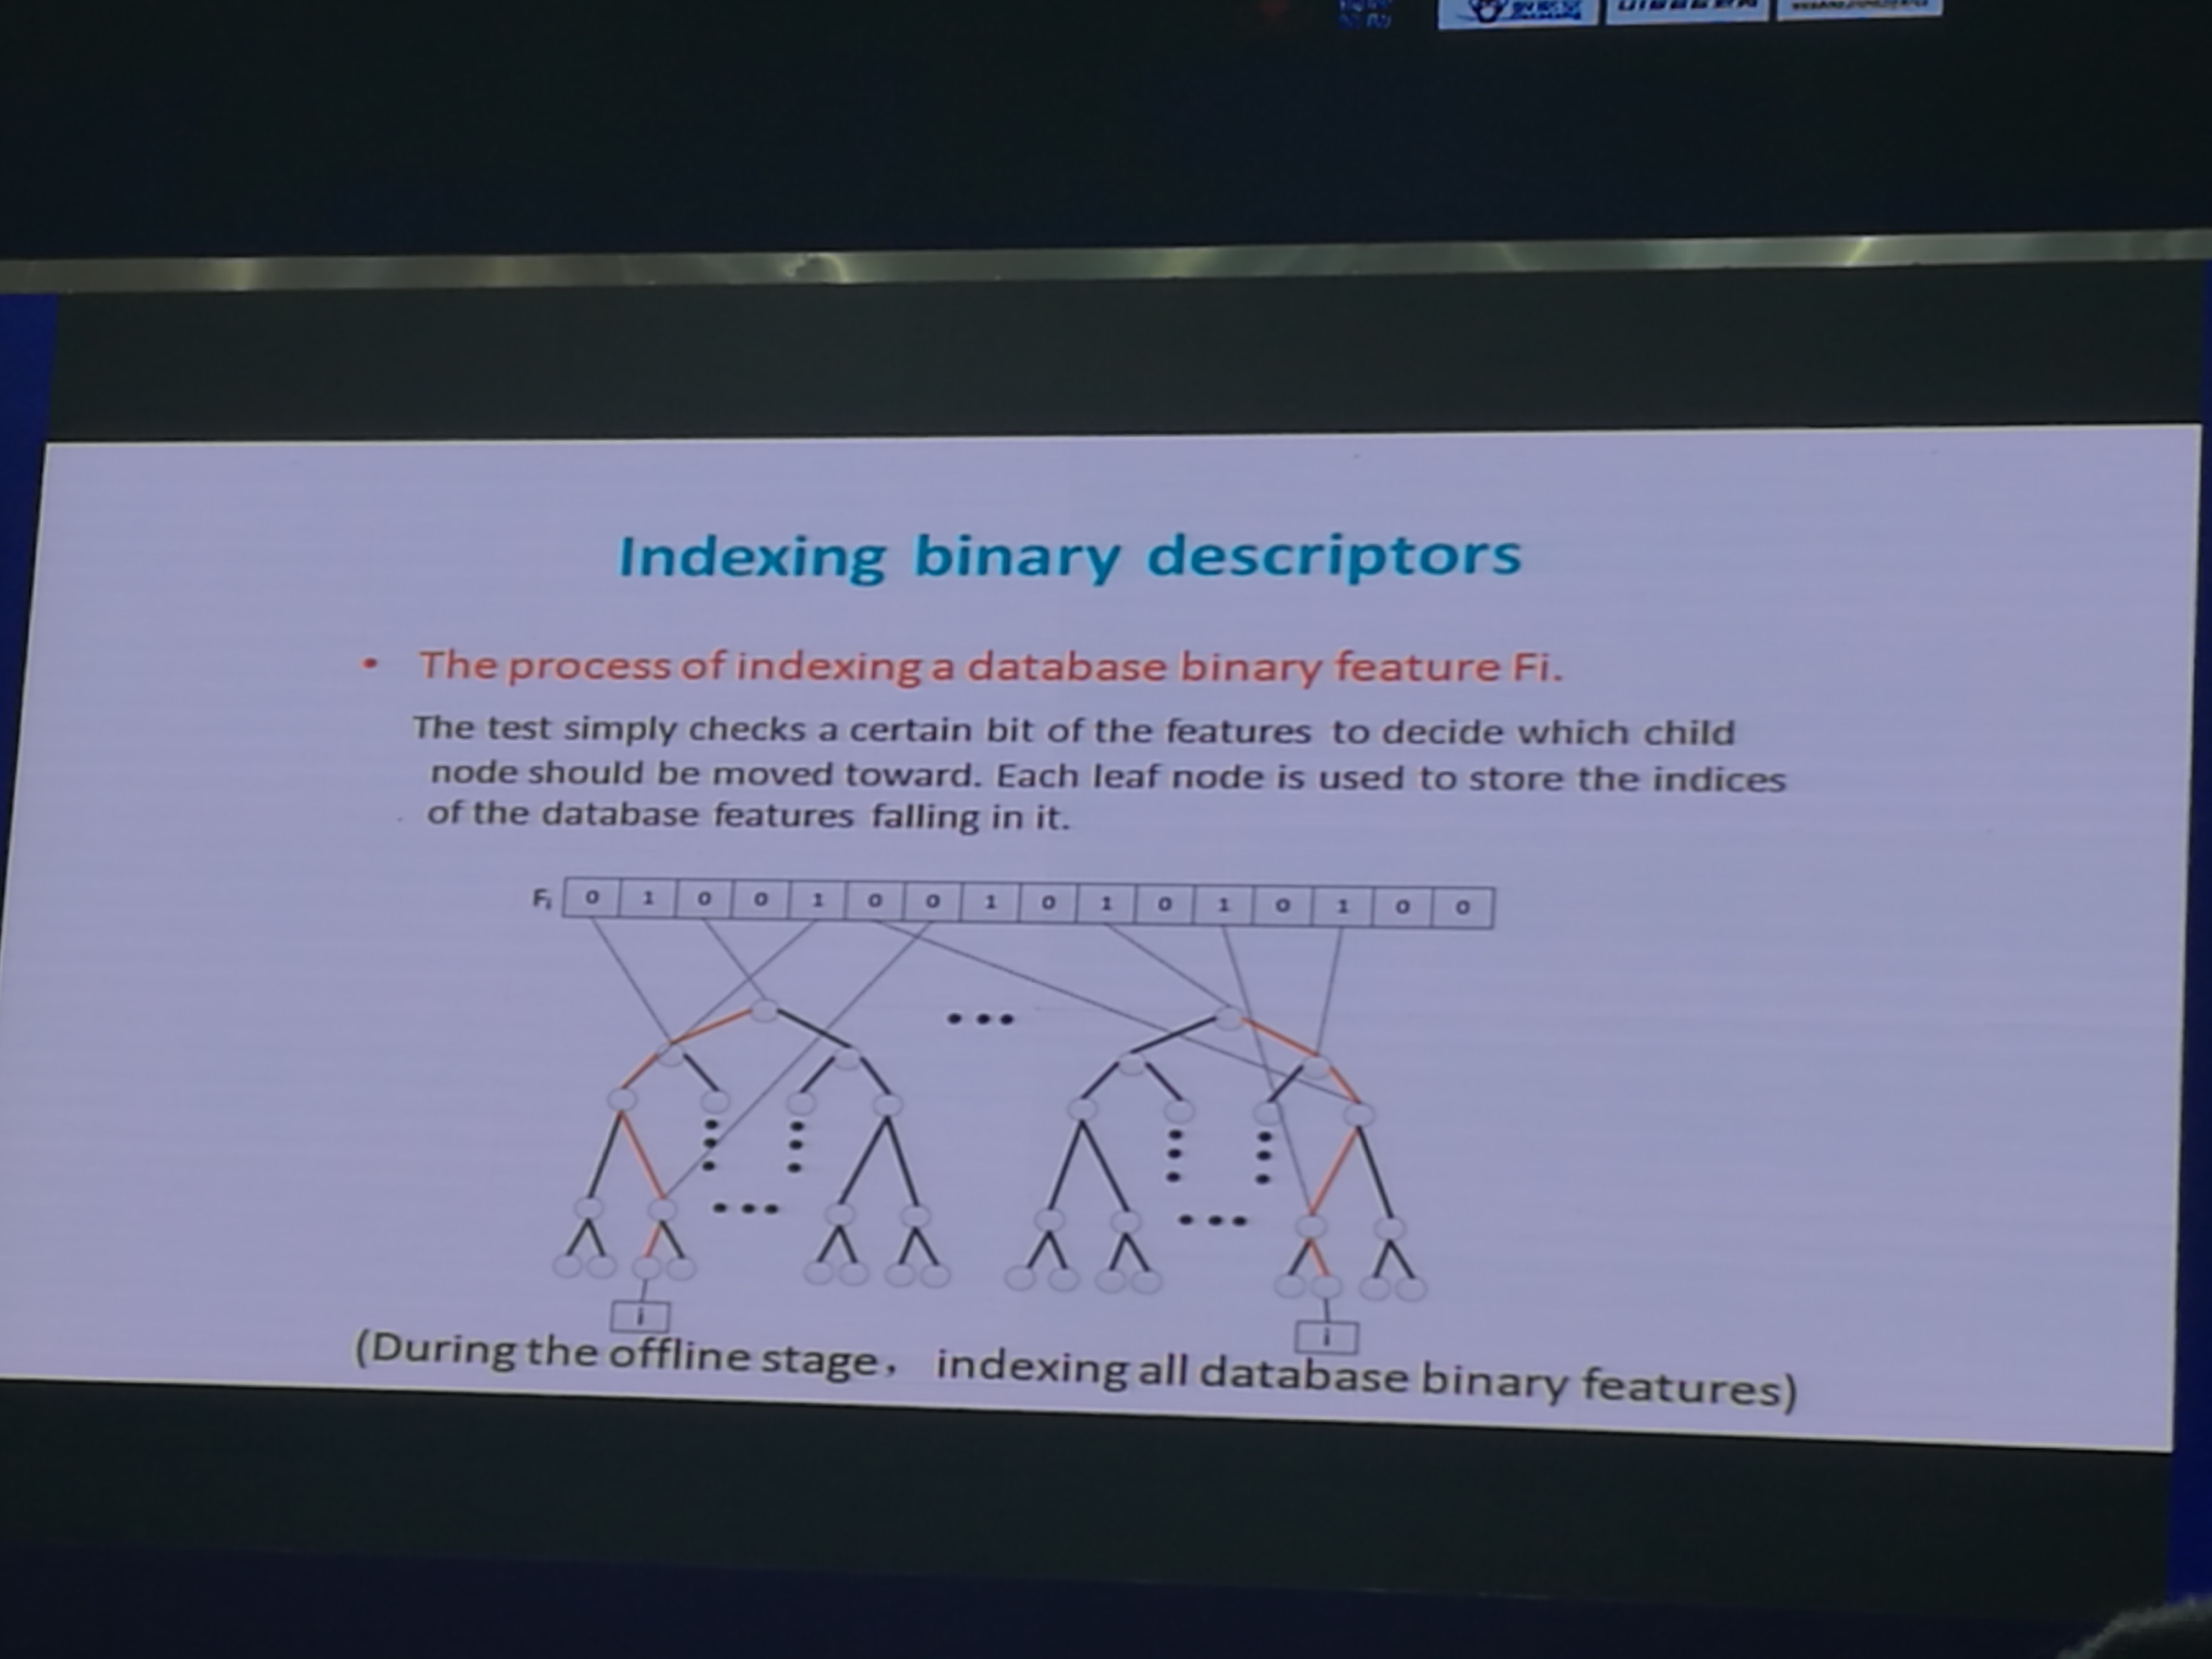 Indexing binary descriptors
• The process of indexing a database binary feature Fi.
The test simply checks a certain bit of the features to decide which child
node should be moved toward. Each leaf node is used to store the indices
of the database features falling in it.
Fi 0 1 0 0 1 0 0 1 0 1 0 1 0 1 0 0
i
i
(During the offline stage， indexing all database binary features)